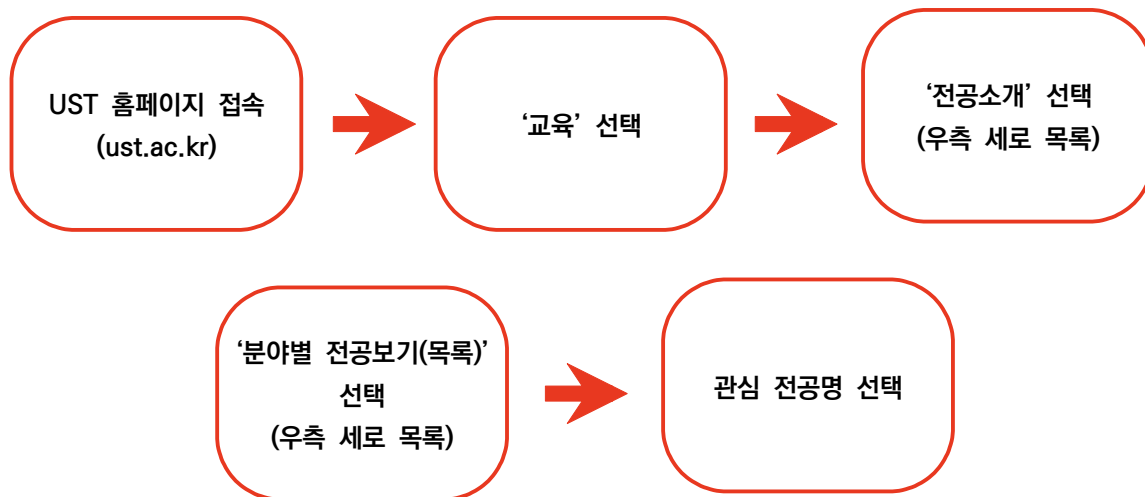 UST 홈페이지 접속
(ust.ac.kr)
‘교육’ 선택
‘전공소개’ 선택
(우측 세로 목록)
‘분야별 전공보기(목록)’
선택
(우측 세로 목록)
관심 전공명 선택